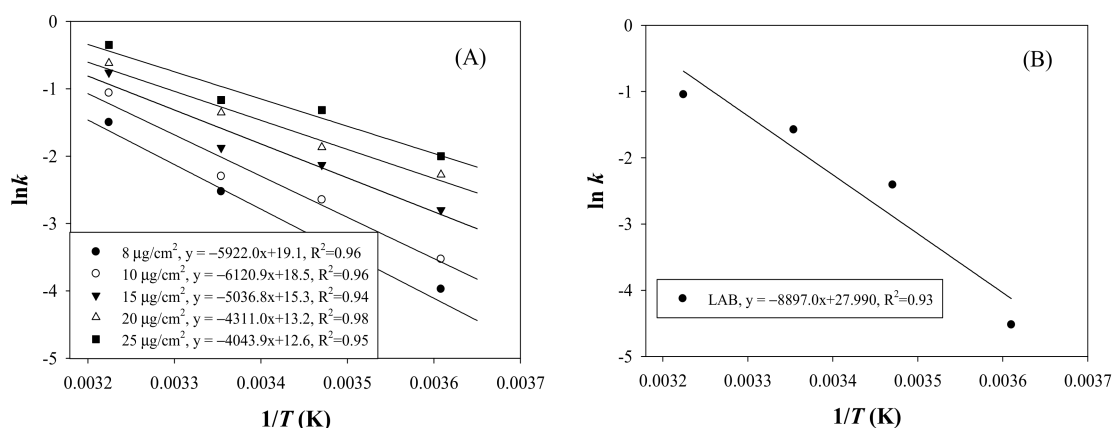 (A)
0
-1
-2
-3
-4
-5
lnk
8 µg/cm², y = −5922.0x+19.1, R²=0.96
10 µg/cm², y = −6120.9x+18.5, R²=0.96
15 µg/cm², y = −5036.8x+15.3, R²=0.94
20 µg/cm², y = −4311.0x+13.2, R²=0.98
25 µg/cm², y = −4043.9x+12.6, R²=0.95
0.0032 0.0033 0.0034 0.0035 0.0036 0.0037
1/T (K)
(B)
0
-1
-2
-3
-4
-5
ln k
LAB, y = −8897.0x+27.990, R²=0.93
0.0032 0.0033 0.0034 0.0035 0.0036 0.0037
1/T (K)